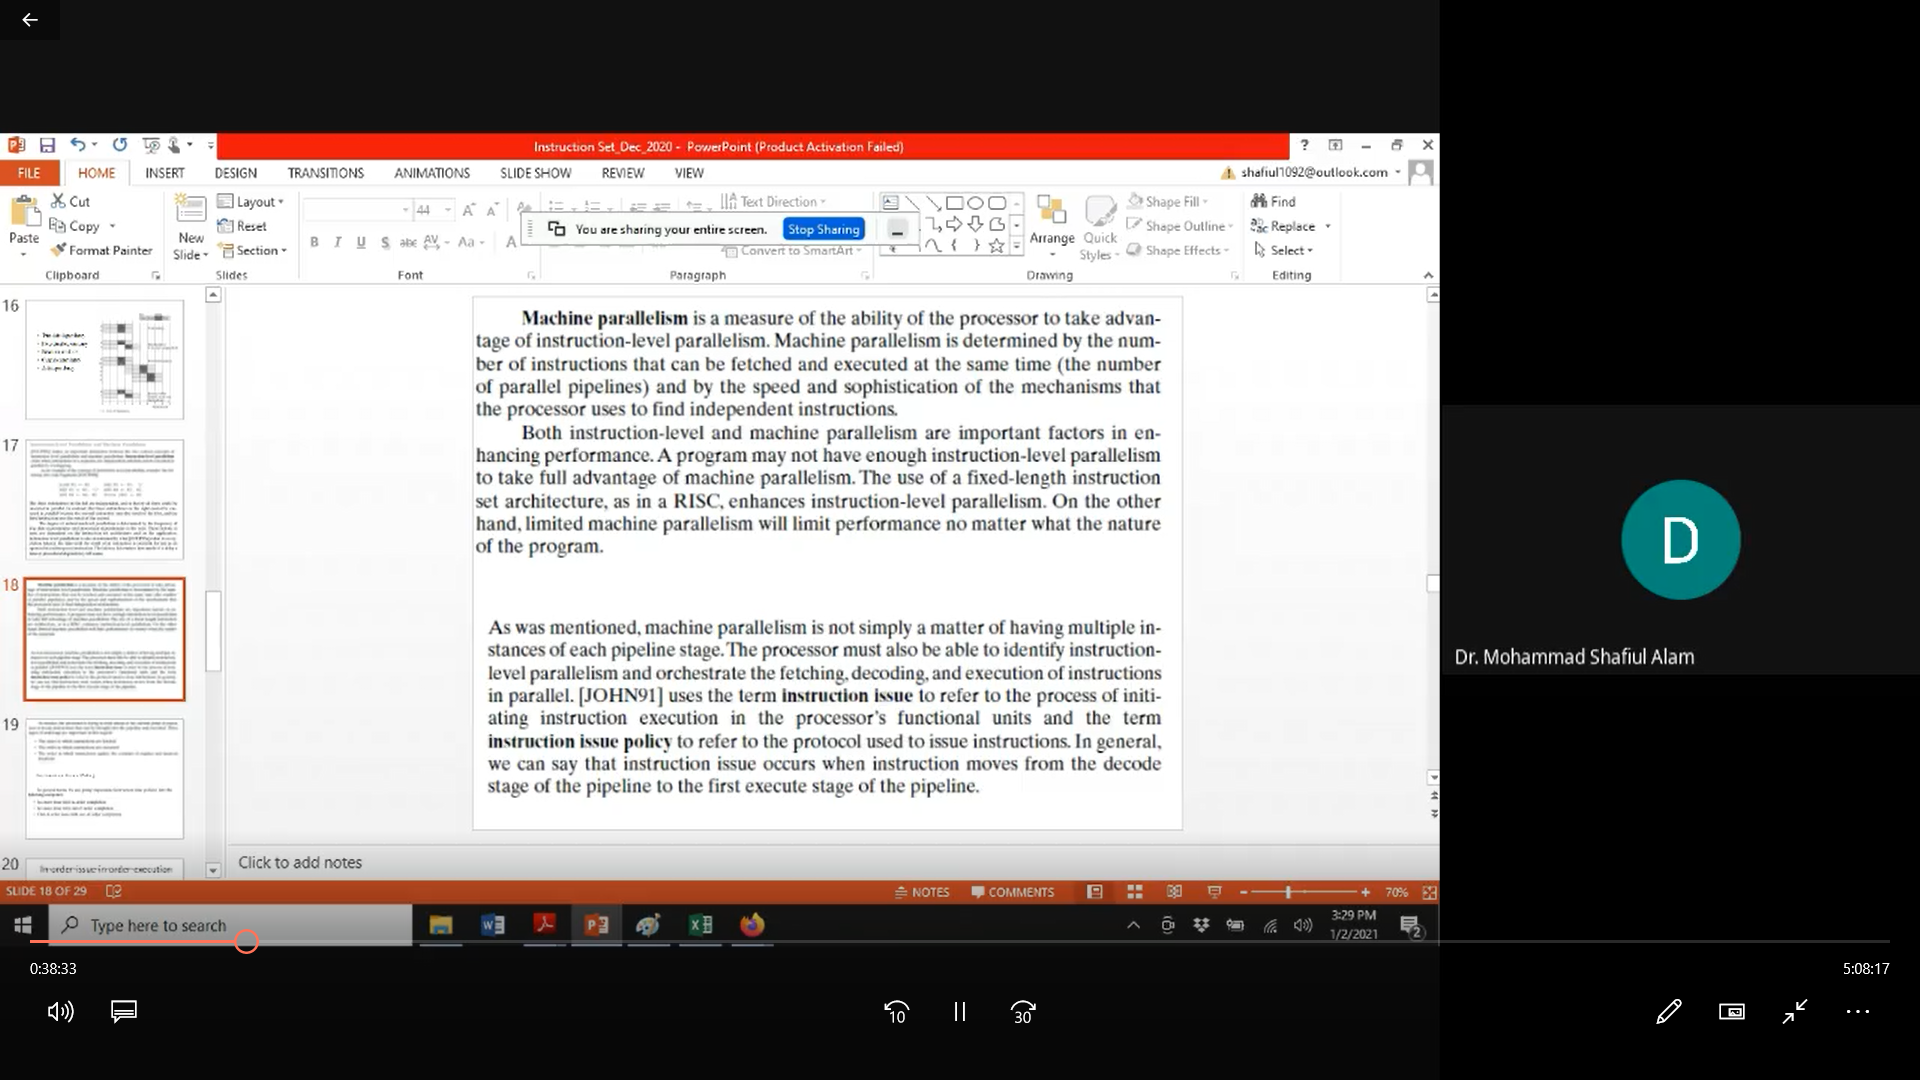 Instruction Set_Dec_2020 - PowerPoint (Product Activation Failed)
?
FILE HOME INSERT DESIGN TRANSITIONS ANIMATIONS SLIDE SHOW REVIEW VIEW
shafiul1092@outlook.com
Paste
Cut
Copy
Format Painter
Clipboard
New
Slide
Layout
Reset
Section
Slides
44
B I U S abc AV Aa A
Font
You are sharing your entire screen. Stop Sharing
Text Direction
Convert to SmartArt
Paragraph
Arrange
Quick
Styles
Shape Fill
Shape Outline
Shape Effects
Drawing
Find
Replace
Select
Editing
16
17
18
19
20
In-order-issue in-order-execution
Machine parallelism is a measure of the ability of the processor to take advan-
tage of instruction-level parallelism. Machine parallelism is determined by the num-
ber of instructions that can be fetched and executed at the same time (the number
of parallel pipelines) and by the speed and sophistication of the mechanisms that
the processor uses to find independent instructions.
Both instruction-level and machine parallelism are important factors in en-
hancing performance. A program may not have enough instruction-level parallelism
to take full advantage of machine parallelism. The use of a fixed-length instruction
set architecture, as in a RISC, enhances instruction-level parallelism. On the other
hand, limited machine parallelism will limit performance no matter what the nature
of the program.
As was mentioned, machine parallelism is not simply a matter of having multiple in-
stances of each pipeline stage. The processor must also be able to identify instruction-
level parallelism and orchestrate the fetching, decoding, and execution of instructions
in parallel. [JOHN91] uses the term instruction issue to refer to the process of initi-
ating instruction execution in the processor's functional units and the term
instruction issue policy to refer to the protocol used to issue instructions. In general,
we can say that instruction issue occurs when instruction moves from the decode
stage of the pipeline to the first execute stage of the pipeline.
Click to add notes
SLIDE 18 OF 29
NOTES COMMENTS 70%
Type here to search
3:29 PM
1/2/2021
2
D
Dr. Mohammad Shafiul Alam
0:38:33
5:08:17
10
30